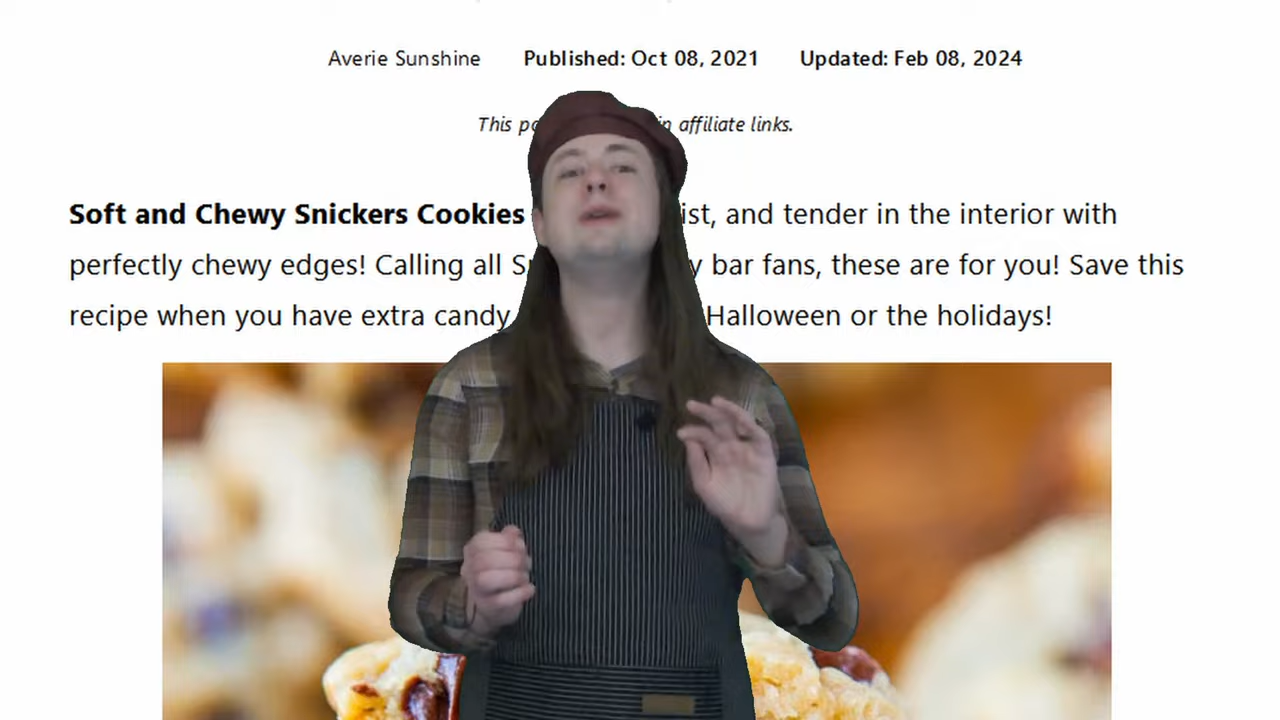 Averie Sunshine Published: Oct 08, 2021 Updated: Feb 08, 2024
This in affiliate links.
Soft and Chewy Snickers Cookies and tender in the interior with
perfectly chewy edges! Calling all bar fans, these are for you! Save this
recipe when you have extra candy Halloween or the holidays!